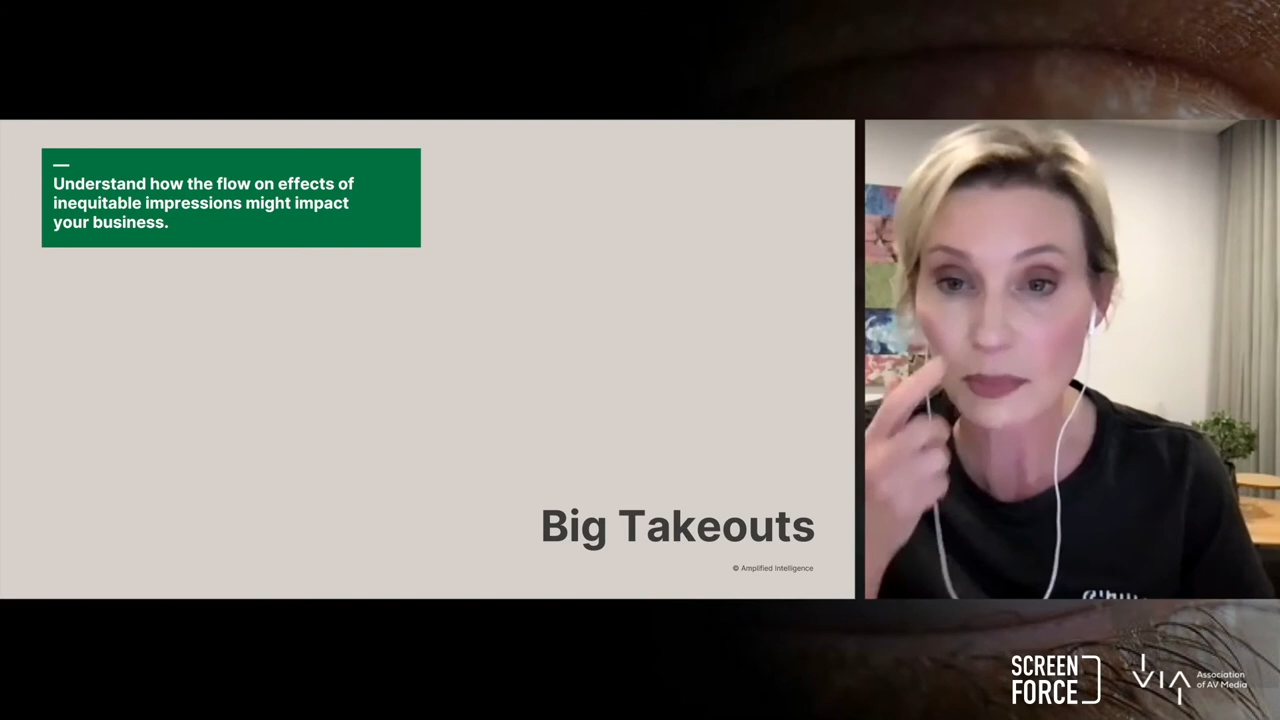 Understand how the flow on effects of
inequitable impressions might impact
your business.
Big Takeouts
© Amplified Intelligence
SCREEN
FORCE
VIA
Association
of AV Media